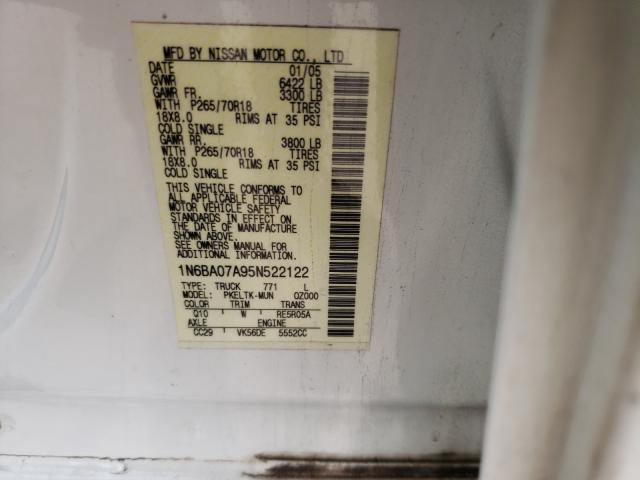 MFD BY NISSAN MOTOR CO., LTD
DATE 01/05
GVWR 6422 LB
GAWR FR. 3300 LB
WITH P265/70R18 TIRES
18X8.0 RIMS AT 35 PSI
COLD SINGLE
GAWR RR. 3800 LB
WITH P265/70R18 TIRES
18X8.0 RIMS AT 35 PSI
COLD SINGLE
THIS VEHICLE CONFORMS TO
ALL APPLICABLE FEDERAL
MOTOR VEHICLE SAFETY
STANDARDS IN EFFECT ON
THE DATE OF MANUFACTURE
SHOWN ABOVE.
SEE OWNERS MANUAL FOR
ADDITIONAL INFORMATION.
1N6BA07A95N522122
TYPE: TRUCK 771 L
MODEL: PKELTK-MUN OZ000
COLOR TRIM TRANS
Q10 W RE5R05A
AXLE ENGINE
CC29 VK56DE 5552CC